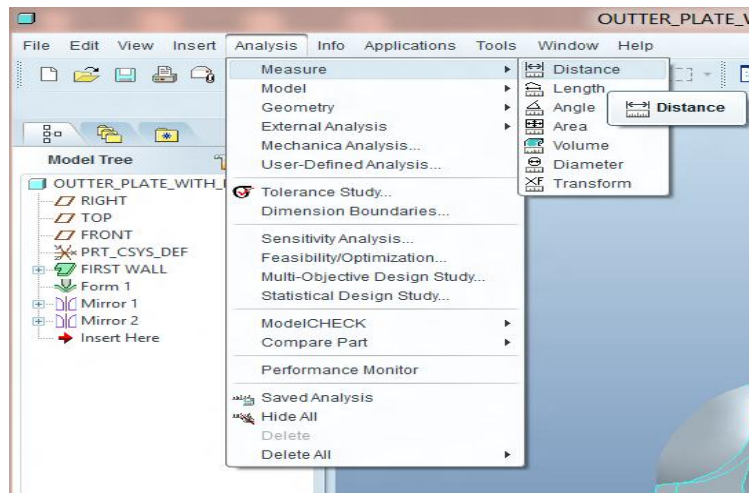 OUTTER_PLATE_W
File Edit View Insert Analysis Info Applications Tools Window Help
Measure
Model
Geometry
External Analysis
Mechanica Analysis...
User-Defined Analysis...
Tolerance Study...
Dimension Boundaries...
Sensitivity Analysis...
Feasibility/Optimization...
Multi-Objective Design Study...
Statistical Design Study...
ModelCHECK
Compare Part
Performance Monitor
Saved Analysis
Hide All
Delete
Delete All
Distance
Length
Angle
Area
Volume
Diameter
Transform
Distance
Model Tree
OUTTER_PLATE_WITH_
RIGHT
TOP
FRONT
PRT_CSYS_DEF
FIRST WALL
Form 1
Mirror 1
Mirror 2
Insert Here